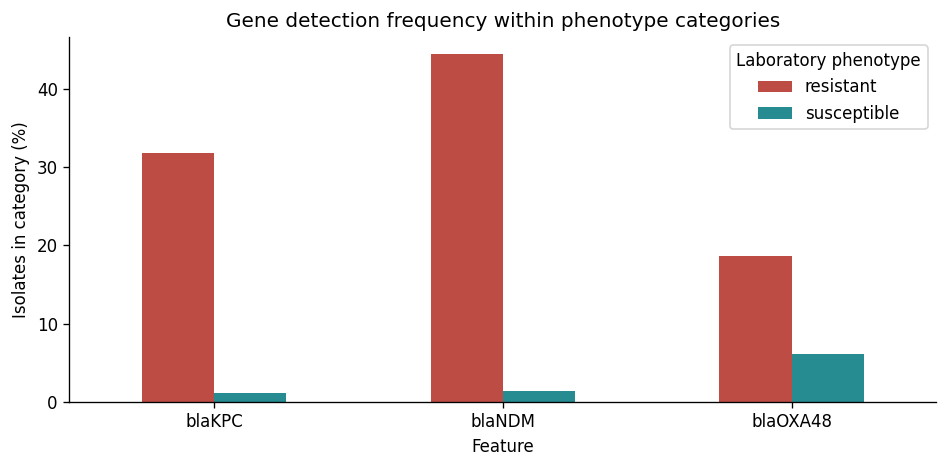 Gene detection frequency within phenotype categories
Laboratory phenotype
resistant
susceptible
Isolates in category (%)
40
30
20
10
0
blaKPC
blaNDM
blaOXA48
Feature